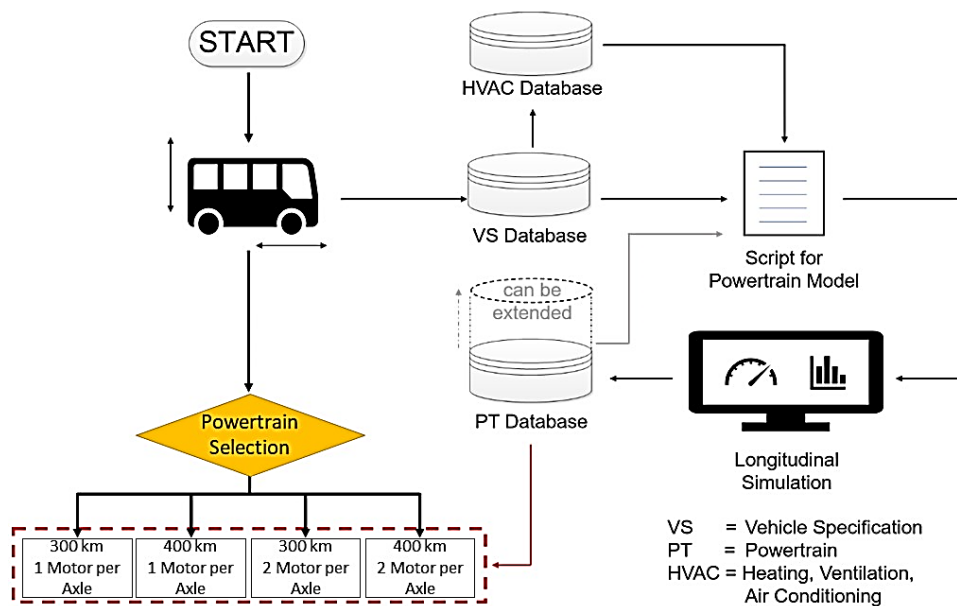 START
HVAC Database
VS Database
Script for
Powertrain Model
can be
extended
PT Database
Longitudinal
Simulation
Powertrain
Selection
300 km
1 Motor per
Axle
400 km
1 Motor per
Axle
300 km
2 Motor per
Axle
400 km
2 Motor per
Axle
VS = Vehicle Specification
PT = Powertrain
HVAC = Heating, Ventilation,
Air Conditioning